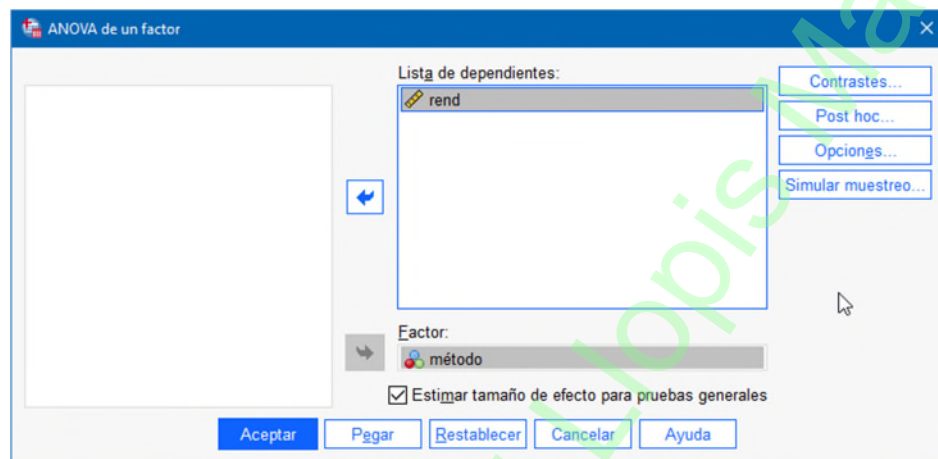 ANOVA de un factor
Lista de dependientes:
rend
Contrastes...
Post hoc...
Opciones...
Simular muestreo...
Factor:
método
Estimar tamaño de efecto para pruebas generales
Aceptar
Pegar
Restablecer
Cancelar
Ayuda
Llopis